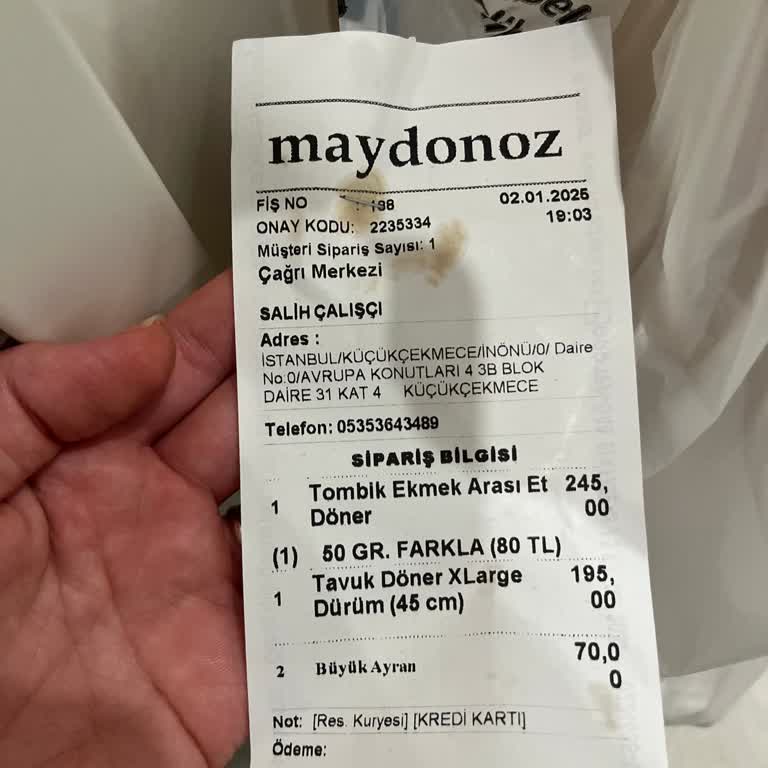 maydonoz
FİŞ NO : 198 02.01.2025
19:03
ONAY KODU: 2235334
Müşteri Sipariş Sayısı: 1
Çağrı Merkezi
SALİH ÇALIŞÇI
Adres :
İSTANBUL/KÜÇÜKÇEKMECE/İNÖNÜ/0/ Daire
No:0/AVRUPA KONUTLARI 4 3B BLOK
DAİRE 31 KAT 4 KÜÇÜKÇEKMECE
Telefon: 05353643489
SİPARİŞ BİLGİSİ
1 Tombik Ekmek Arası Et 245,
Döner 00
(1) 50 GR. FARKLA (80 TL)
1 Tavuk Döner XLarge 195,
Dürüm (45 cm) 00
2 Büyük Ayran 70,0
0
Not: [Res. Kuryesi] [KREDİ KARTI]
Ödeme: